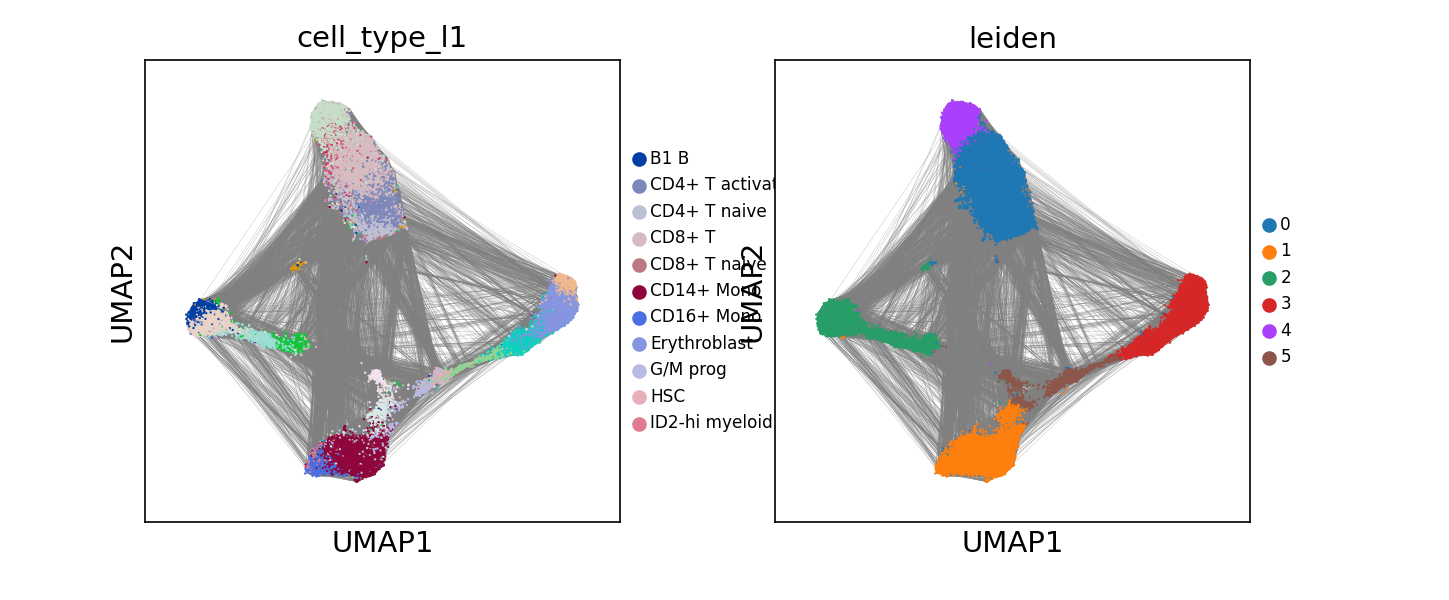 cell_type_l1
UMAP2
UMAP1
B1 B
CD4+ T activat
CD4+ T naive
CD8+ T
CD8+ T naive
CD14+ Mono
CD16+ Mono
Erythroblast
G/M prog
HSC
ID2-hi myeloid
leiden
UMAP2
UMAP1
0
1
2
3
4
5